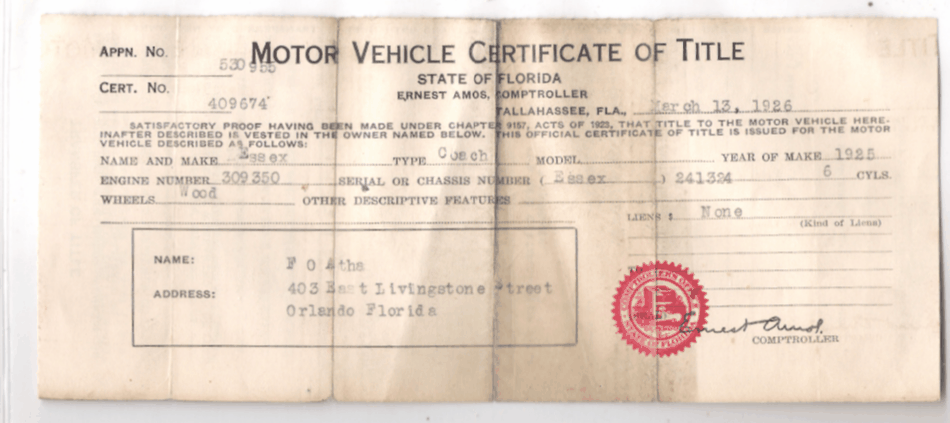 APPN. NO. 530955
MOTOR VEHICLE CERTIFICATE OF TITLE
STATE OF FLORIDA
CERT. NO. 409674
ERNEST AMOS, COMPTROLLER
TALLAHASSEE, FLA., March 13, 1926
SATISFACTORY PROOF HAVING BEEN MADE UNDER CHAPTER 9157, ACTS OF 1923, THAT TITLE TO THE MOTOR VEHICLE HERE-
INAFTER DESCRIBED IS VESTED IN THE OWNER NAMED BELOW. THIS OFFICIAL CERTIFICATE OF TITLE IS ISSUED FOR THE MOTOR
VEHICLE DESCRIBED AS FOLLOWS:
NAME AND MAKE Essex TYPE Coach MODEL YEAR OF MAKE 1925
ENGINE NUMBER 309350 SERIAL OR CHASSIS NUMBER ( Essex ) 241324 6 CYLS.
WHEELS Wood OTHER DESCRIPTIVE FEATURES
LIENS : None
(Kind of Liens)
NAME: F O Atha
ADDRESS: 403 East Livingstone Street
Orlando Florida
STATE OF FLORIDA
Ernest Amos.
COMPTROLLER